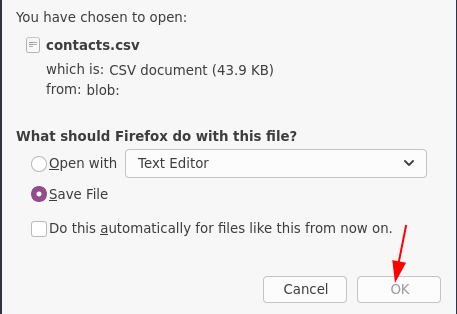 You have chosen to open:
contacts.csv
which is: CSV document (43.9 KB)
from: blob:
What should Firefox do with this file?
Open with Text Editor
Save File
Do this automatically for files like this from now on.
Cancel OK